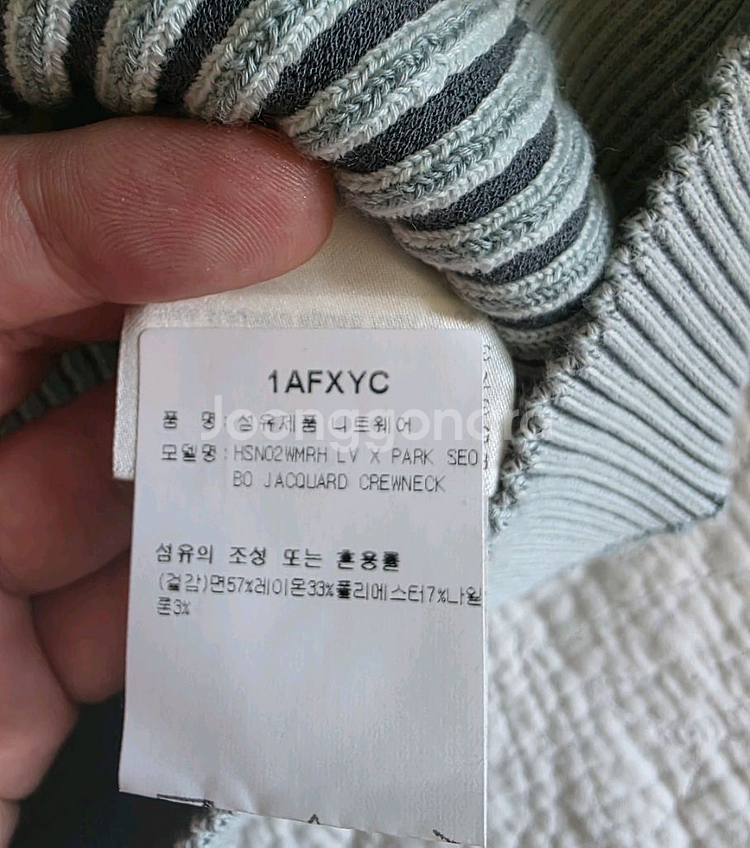 1AFXYC
품 명 : 섬유제품 니트웨어
Joonggonara
모델명 : HSN02WMRH LV X PARK SEO
BO JACQUARD CREWNECK
섬유의 조성 또는 혼용률
(겉감)면57%레이온33%폴리에스터7%나일
론3%